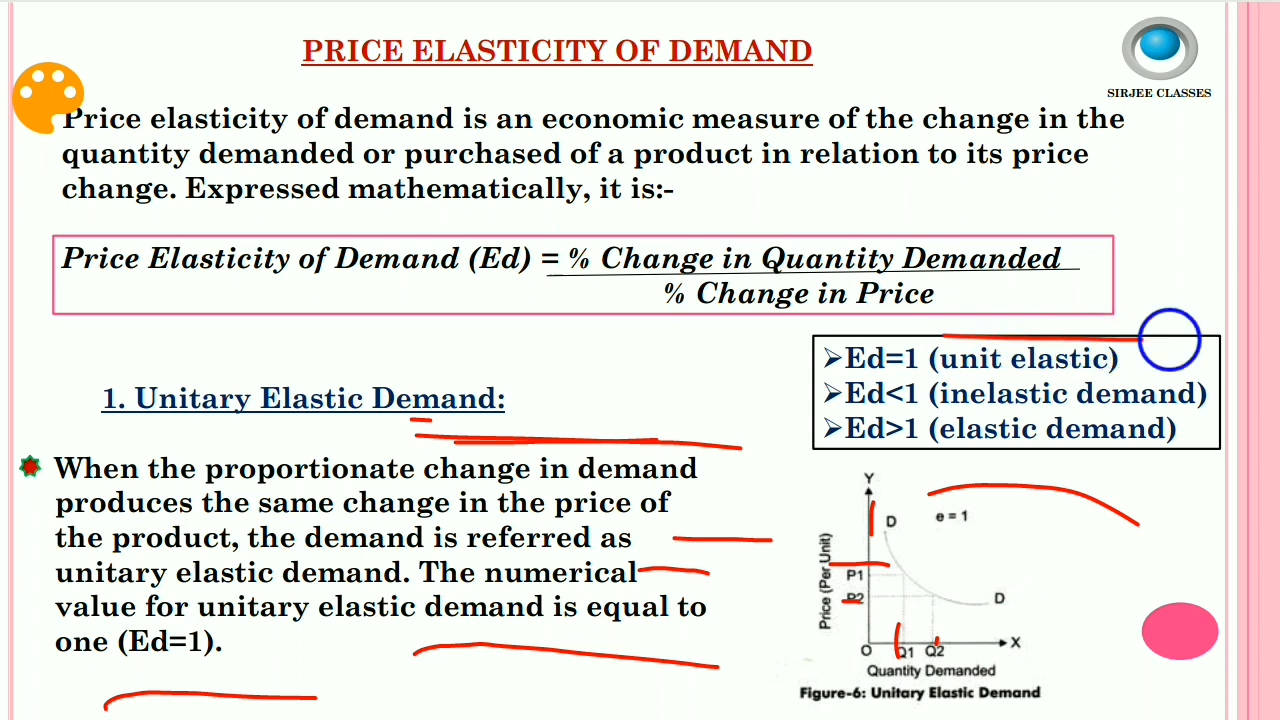 PRICE ELASTICITY OF DEMAND
SIRJEE CLASSES
Price elasticity of demand is an economic measure of the change in the
quantity demanded or purchased of a product in relation to its price
change. Expressed mathematically, it is:-
Price Elasticity of Demand (Ed) = % Change in Quantity Demanded
% Change in Price
➢Ed=1 (unit elastic)
➢Ed<1 (inelastic demand)
➢Ed>1 (elastic demand)
1. Unitary Elastic Demand:
When the proportionate change in demand
produces the same change in the price of
the product, the demand is referred as
unitary elastic demand. The numerical
value for unitary elastic demand is equal to
one (Ed=1).
Y
D
e = 1
Price (Per Unit)
P1
P2
D
O Q1 Q2 X
Quantity Demanded
Figure-6: Unitary Elastic Demand